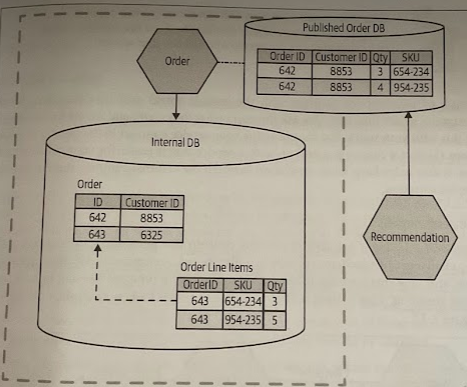 Published Order DB
Order ID Customer ID Qty SKU
642 8853 3 654-234
642 8853 4 954-235
Order
Internal DB
Order
ID Customer ID
642 8853
643 6325
Recommendation
Order Line Items
OrderID SKU Qty
643 654-234 3
643 954-235 5